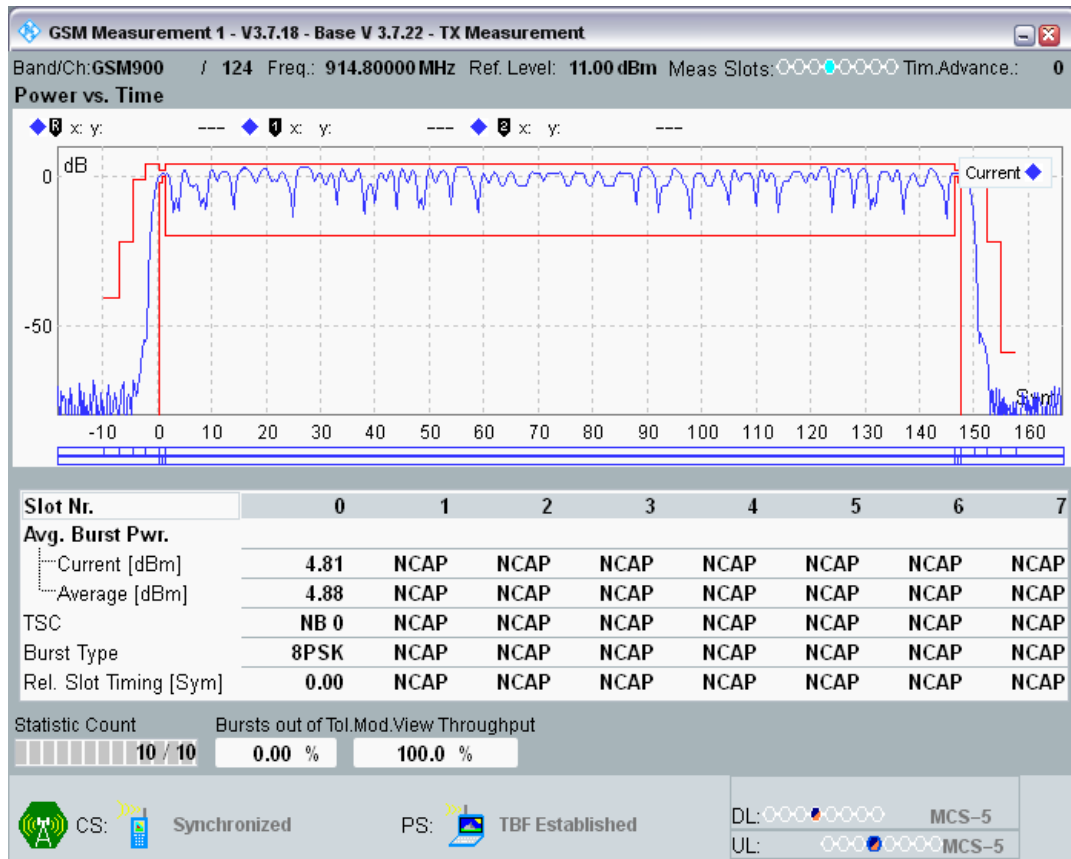 GSM Measurement 1 - V3.7.18 - Base V 3.7.22 - TX Measurement
Band/Ch:GSM900 / 124 Freq.: 914.80000 MHz Ref. Level: 11.00 dBm Meas Slots: Tim.Advance.: 0
Power vs. Time
R x: y: --- 1 x: y: --- 2 x: y: ---
dB
0
Current
-50
Sym
-10 0 10 20 30 40 50 60 70 80 90 100 110 120 130 140 150 160
Slot Nr. 0 1 2 3 4 5 6 7
Avg. Burst Pwr.
Current [dBm] 4.81 NCAP NCAP NCAP NCAP NCAP NCAP NCAP
Average [dBm] 4.88 NCAP NCAP NCAP NCAP NCAP NCAP NCAP
TSC NB 0 NCAP NCAP NCAP NCAP NCAP NCAP NCAP
Burst Type 8PSK NCAP NCAP NCAP NCAP NCAP NCAP NCAP
Rel. Slot Timing [Sym] 0.00 NCAP NCAP NCAP NCAP NCAP NCAP NCAP
Statistic Count Bursts out of Tol.Mod.View Throughput
10 / 10 0.00 % 100.0 %
CS: Synchronized PS: TBF Established
DL: MCS-5
UL: MCS-5